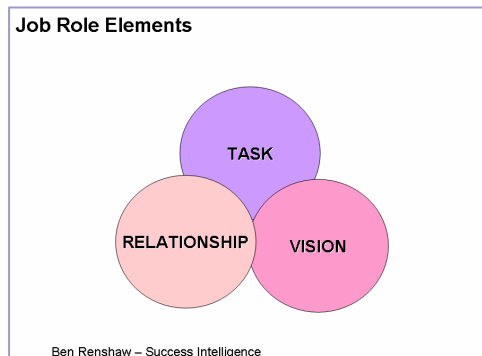 Job Role Elements
TASK
RELATIONSHIP
VISION
Ben Renshaw – Success Intelligence